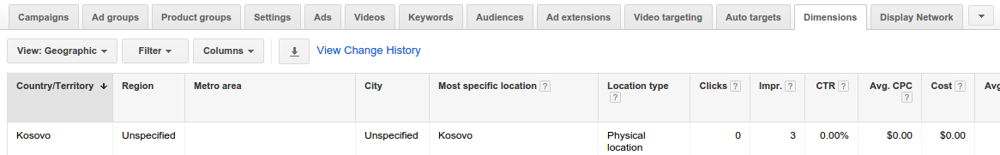 Campaigns Ad groups Product groups Settings Ads Videos Keywords Audiences Ad extensions Video targeting Auto targets Dimensions Display Network
View: Geographic Filter Columns View Change History
Country/Territory Region Metro area City Most specific location ? Location type ? Clicks ? Impr. ? CTR ? Avg. CPC ? Cost ? Avg
Kosovo Unspecified Unspecified Kosovo Physical location 0 3 0.00% $0.00 $0.00